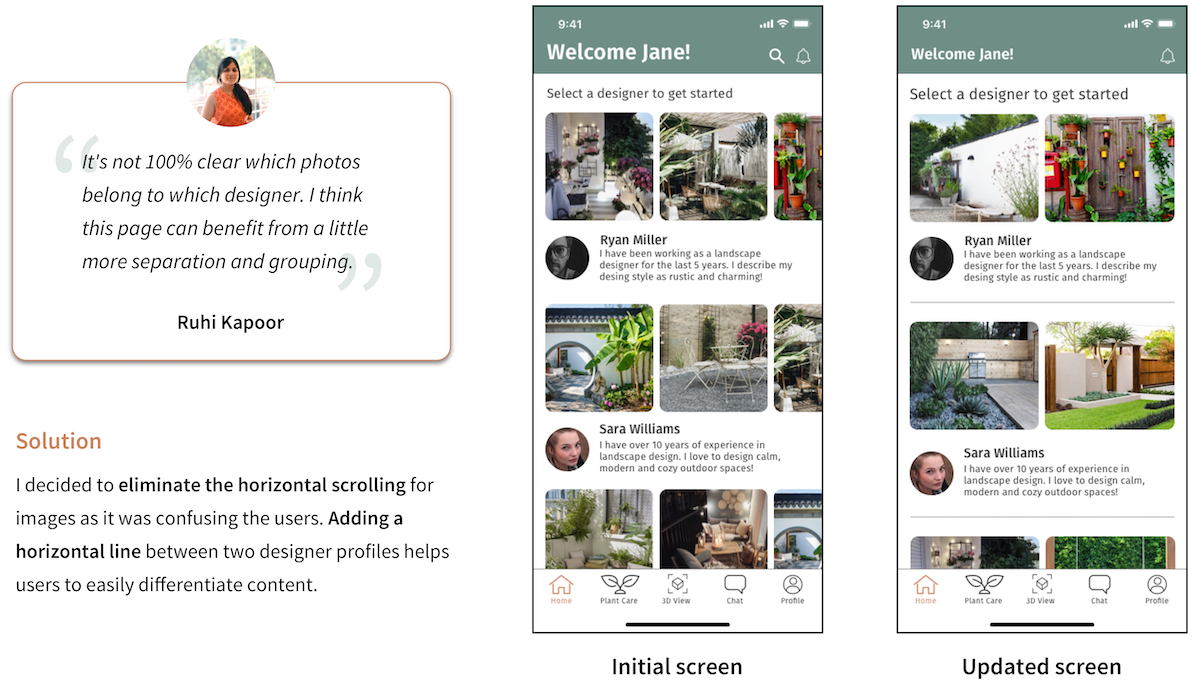 It's not 100% clear which photos
belong to which designer. I think
this page can benefit from a little
more separation and grouping.
Ruhi Kapoor
Solution
I decided to eliminate the horizontal scrolling for
images as it was confusing the users. Adding a
horizontal line between two designer profiles helps
users to easily differentiate content.
9:41
Welcome Jane!
Select a designer to get started
Ryan Miller
I have been working as a landscape
designer for the last 5 years. I describe my
desing style as rustic and charming!
Sara Williams
I have over 10 years of experience in
landscape design. I love to design calm,
modern and cozy outdoor spaces!
Home Plant Care 3D View Chat Profile
Initial screen
9:41
Welcome Jane!
Select a designer to get started
Ryan Miller
I have been working as a landscape
designer for the last 5 years. I describe my
desing style as rustic and charming!
Sara Williams
I have over 10 years of experience in
landscape design. I love to design calm,
modern and cozy outdoor spaces!
Home Plant Care 3D View Chat Profile
Updated screen